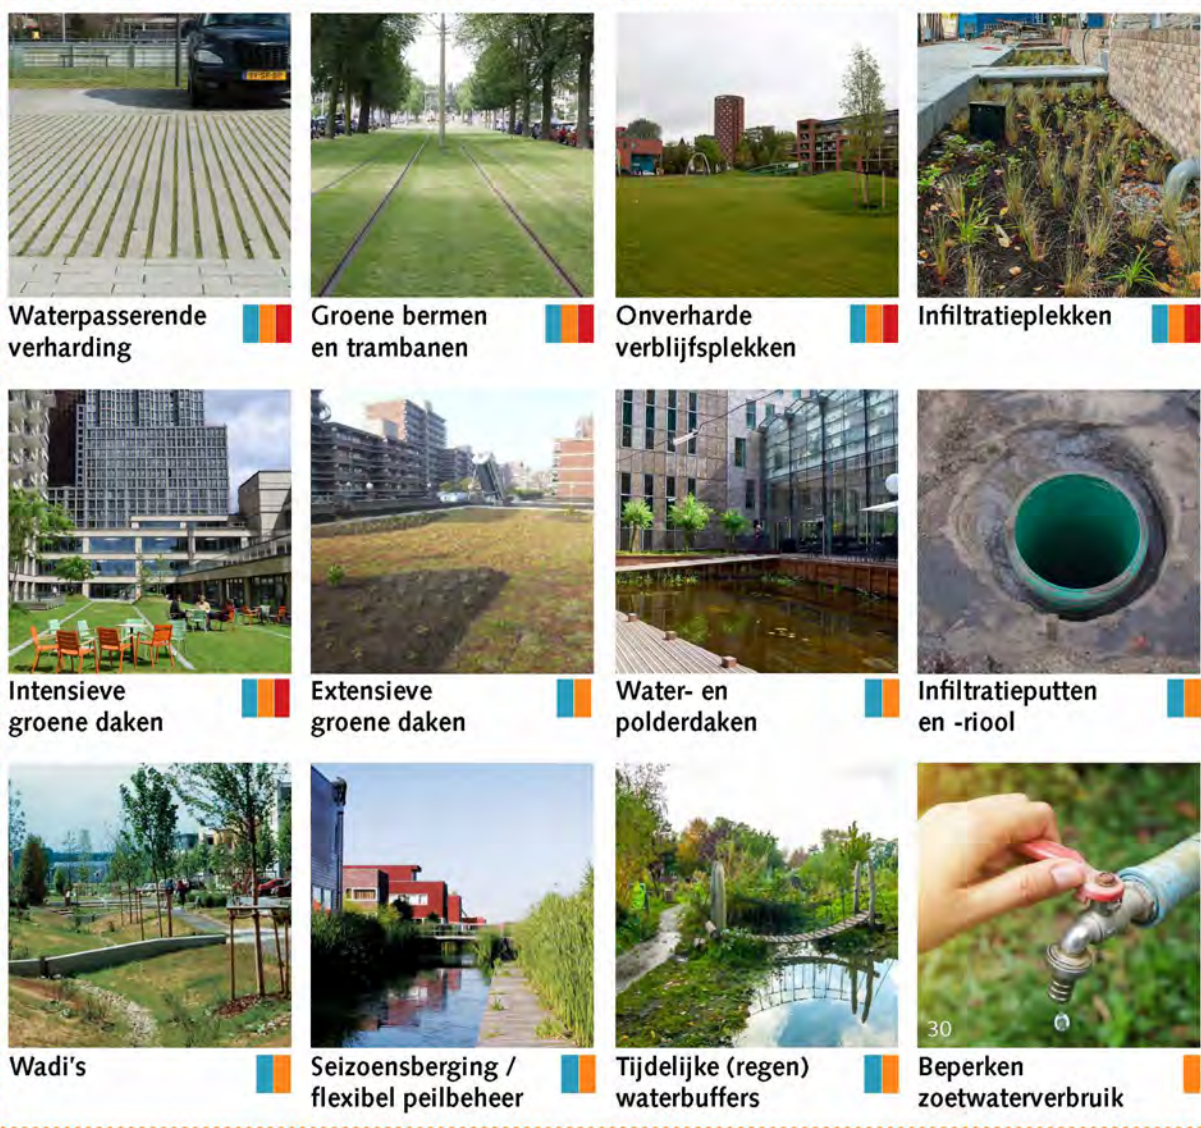 Waterpasserende
verharding
Groene bermen
en trambanen
Onverharde
verblijfsplekken
Infiltratieplekken
Intensieve
groene daken
Extensieve
groene daken
Water- en
polderdaken
Infiltratieputten
en -riool
Wadi's
Seizoensberging /
flexibel peilbeheer
Tijdelijke (regen)
waterbuffers
30
Beperken
zoetwaterverbruik